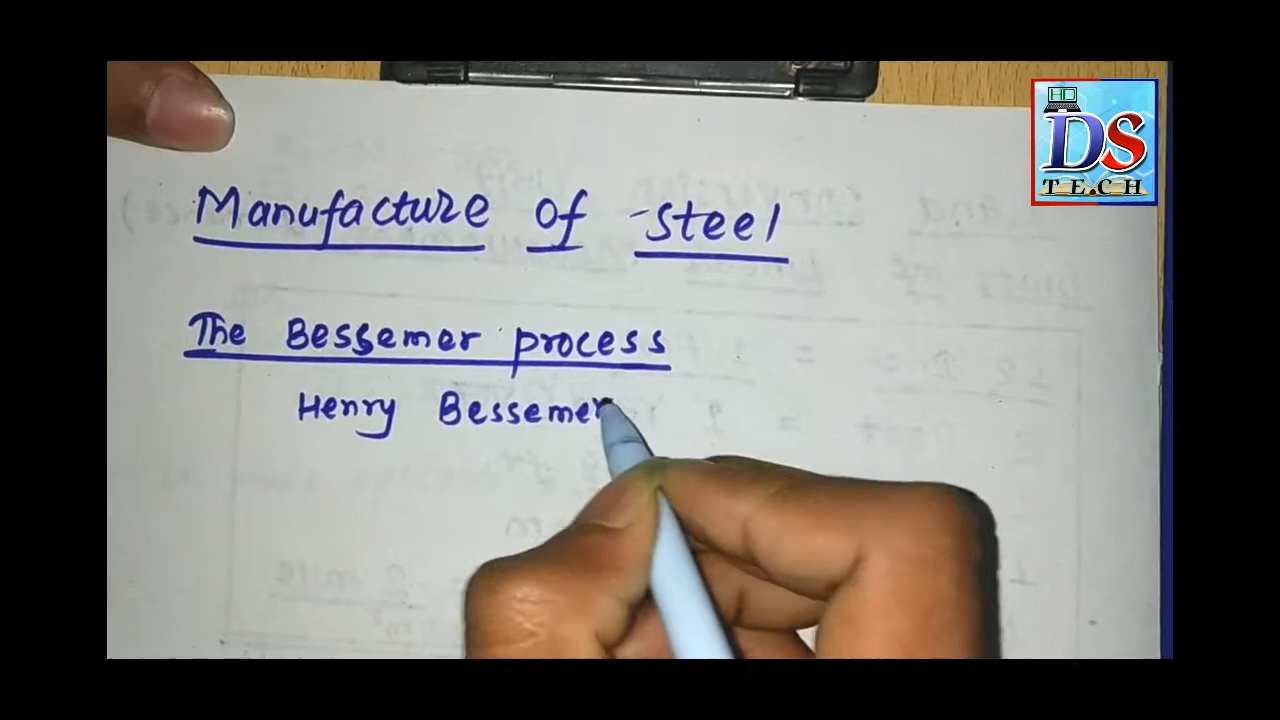 HD
DS
TECH
Manufacture of Steel
The Bessemer process
Henry Bessemer